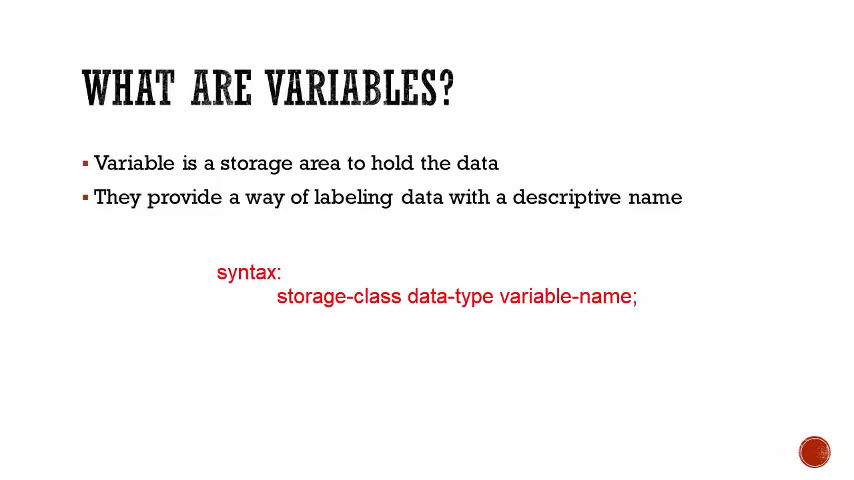 WHAT ARE VARIABLES?
▪ Variable is a storage area to hold the data
▪ They provide a way of labeling data with a descriptive name
syntax:
storage-class data-type variable-name;